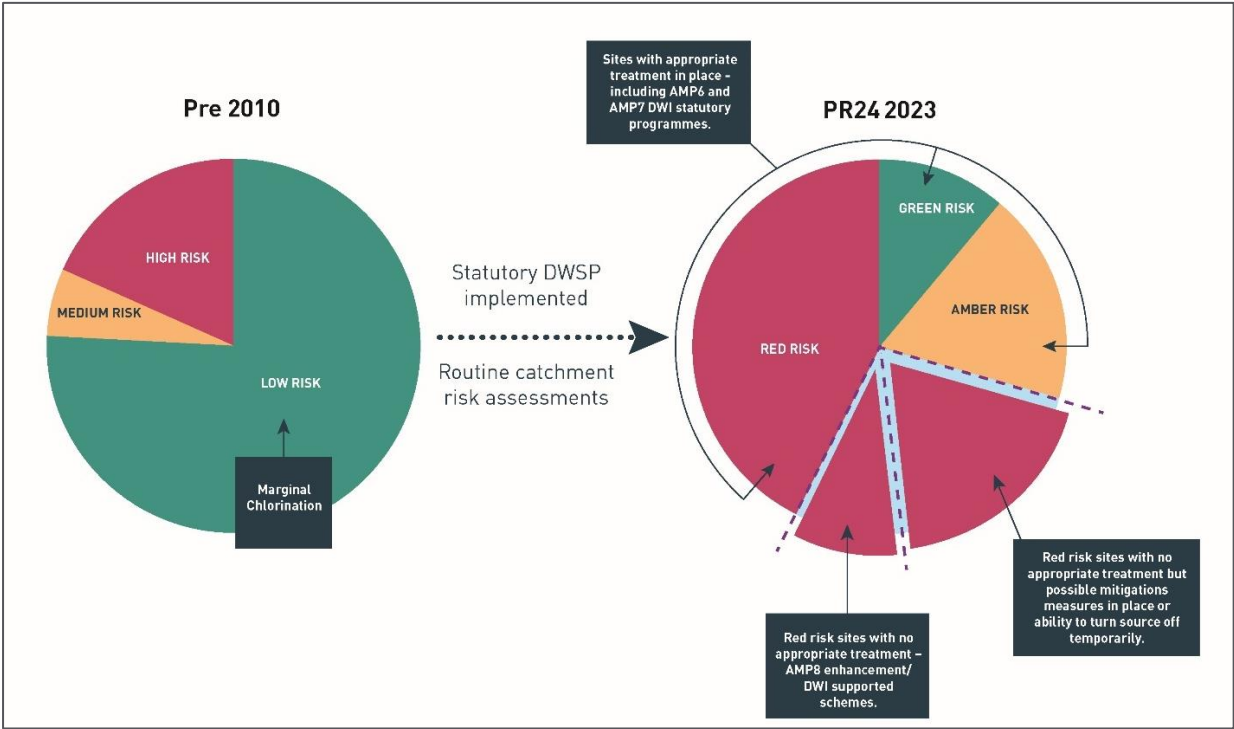 Pre 2010
HIGH RISK
MEDIUM RISK
LOW RISK
Marginal
Chlorination
Statutory DWSP
implemented
Routine catchment
risk assessments
Sites with appropriate
treatment in place -
including AMP6 and
AMP7 DWI statutory
programmes.
PR24 2023
GREEN RISK
AMBER RISK
RED RISK
Red risk sites with no
appropriate treatment –
AMP8 enhancement/
DWI supported
schemes.
Red risk sites with no
appropriate treatment but
possible mitigations
measures in place or
ability to turn source off
temporarily.